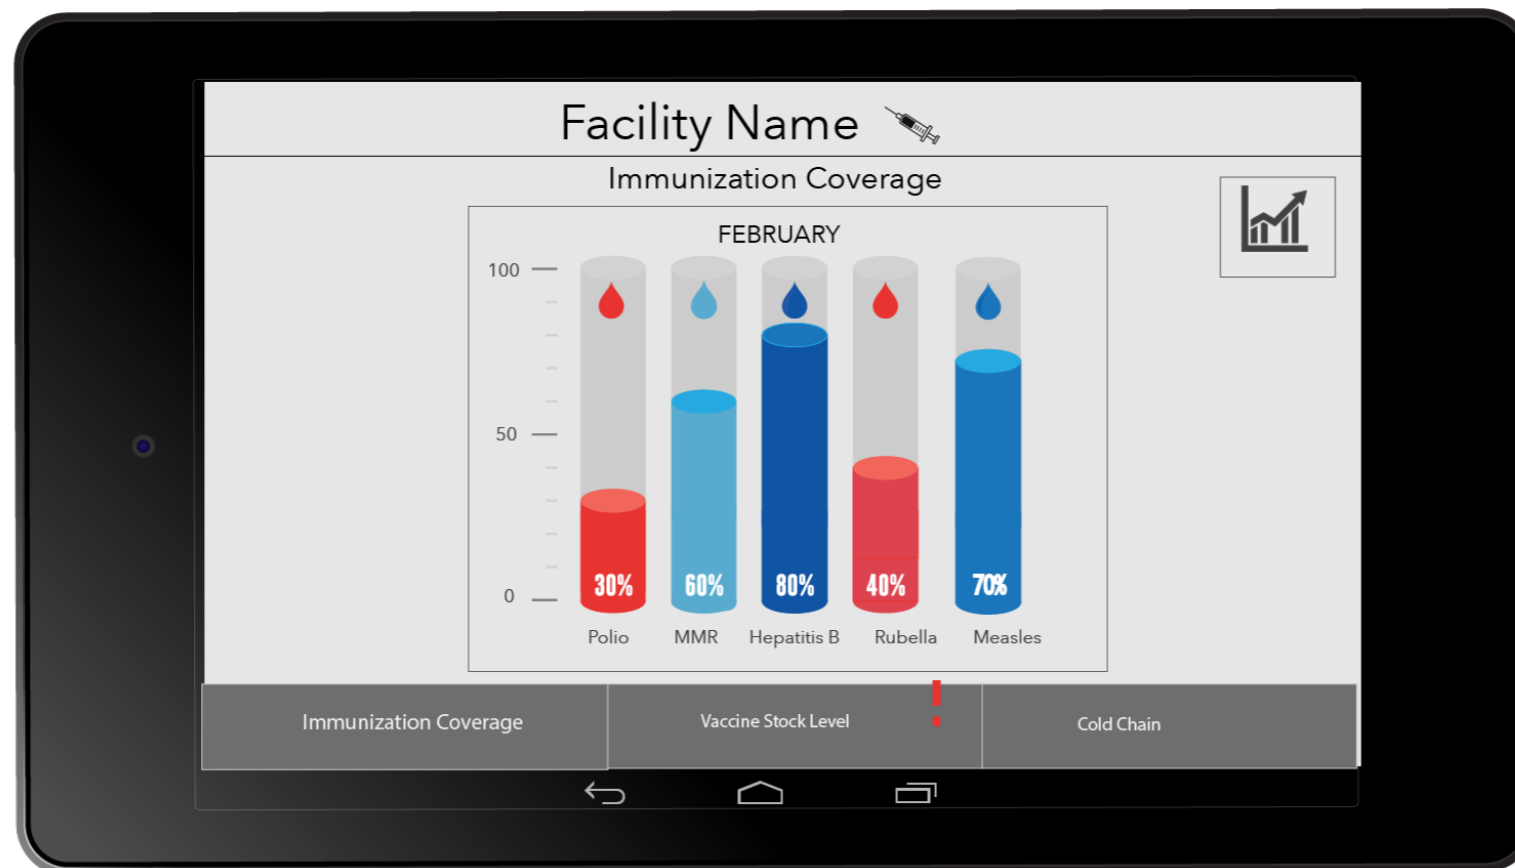 Facility Name
Immunization Coverage
FEBRUARY
100
50
0
30%
60%
80%
40%
70%
Polio
MMR
Hepatitis B
Rubella
Measles
Immunization Coverage
Vaccine Stock Level
!
Cold Chain